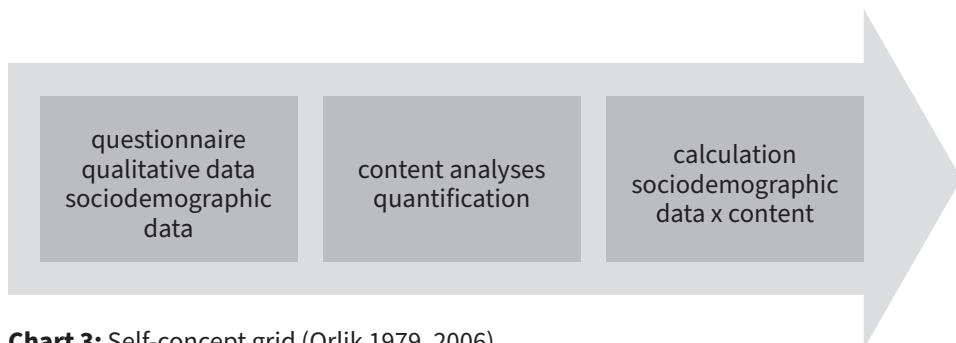 questionnaire
qualitative data
sociodemographic
data
content analyses
quantification
calculation
sociodemographic
data x content
Chart 3: Self-concept grid (Orlik 1979, 2006)